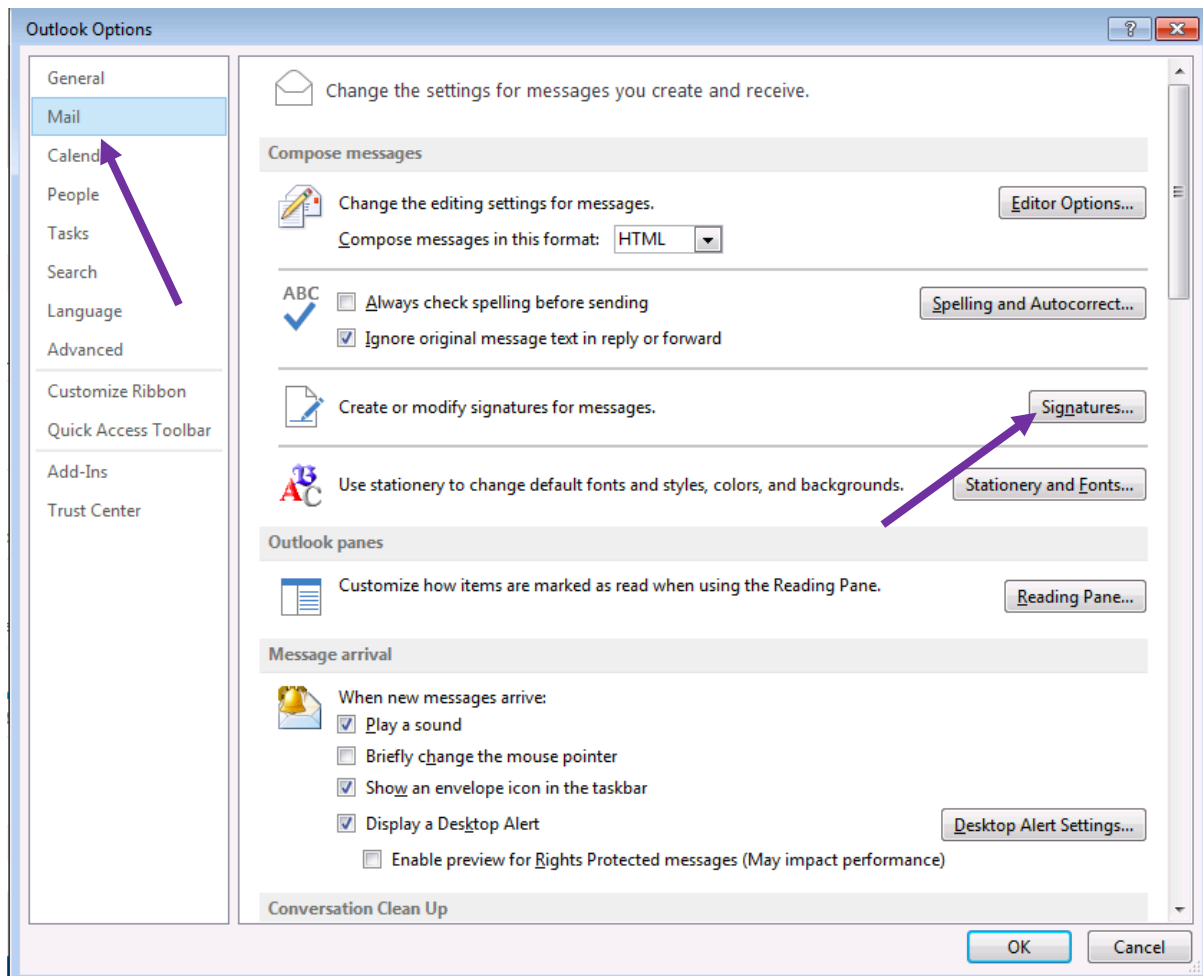 Outlook Options
General
Mail
Calend
People
Tasks
Search
Language
Advanced
Customize Ribbon
Quick Access Toolbar
Add-Ins
Trust Center
Change the settings for messages you create and receive.
Compose messages
Change the editing settings for messages.
Editor Options...
Compose messages in this format: HTML
ABC
Always check spelling before sending
Spelling and Autocorrect...
Ignore original message text in reply or forward
Create or modify signatures for messages.
Signatures...
Use stationery to change default fonts and styles, colors, and backgrounds.
Stationery and Fonts...
Outlook panes
Customize how items are marked as read when using the Reading Pane.
Reading Pane...
Message arrival
When new messages arrive:
Play a sound
Briefly change the mouse pointer
Show an envelope icon in the taskbar
Display a Desktop Alert
Desktop Alert Settings...
Enable preview for Rights Protected messages (May impact performance)
Conversation Clean Up
OK
Cancel